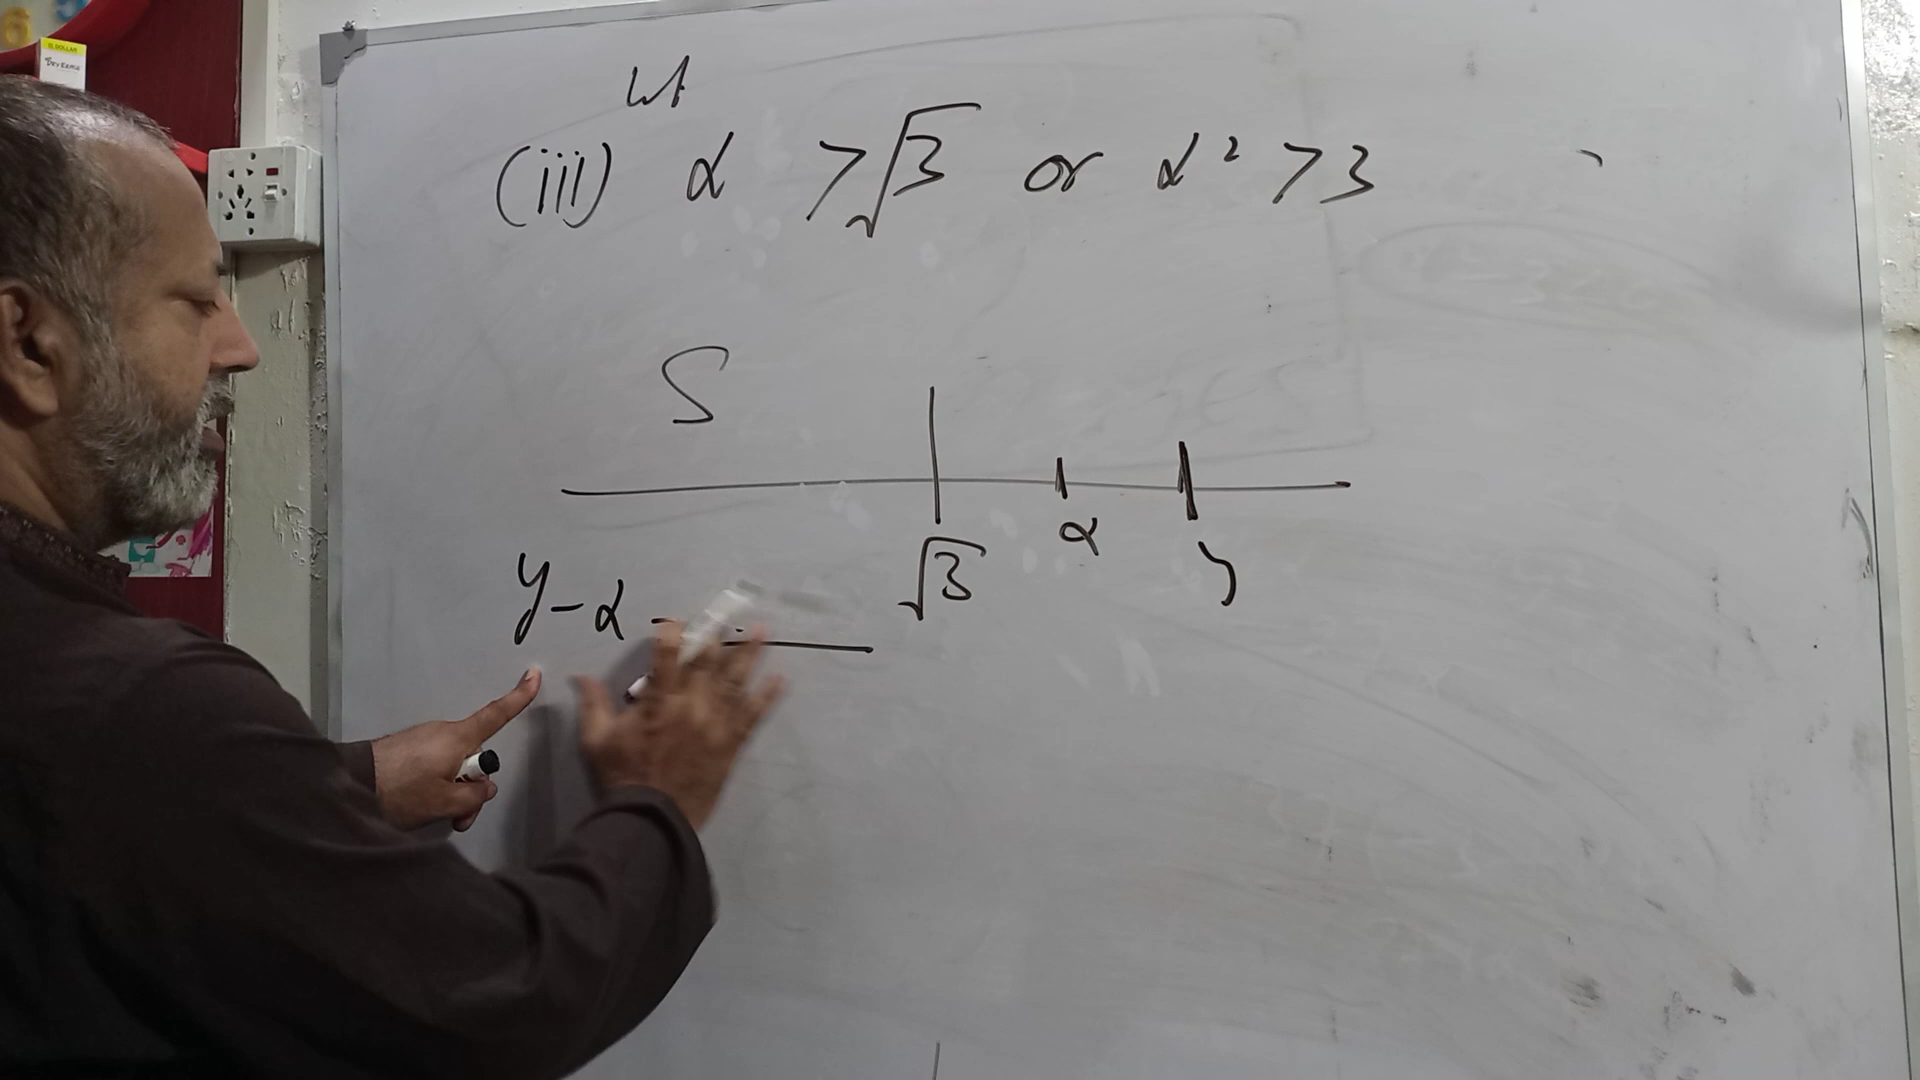 let
(iii) α > √3 or α² > 3
S
α
√3 y
y - α =